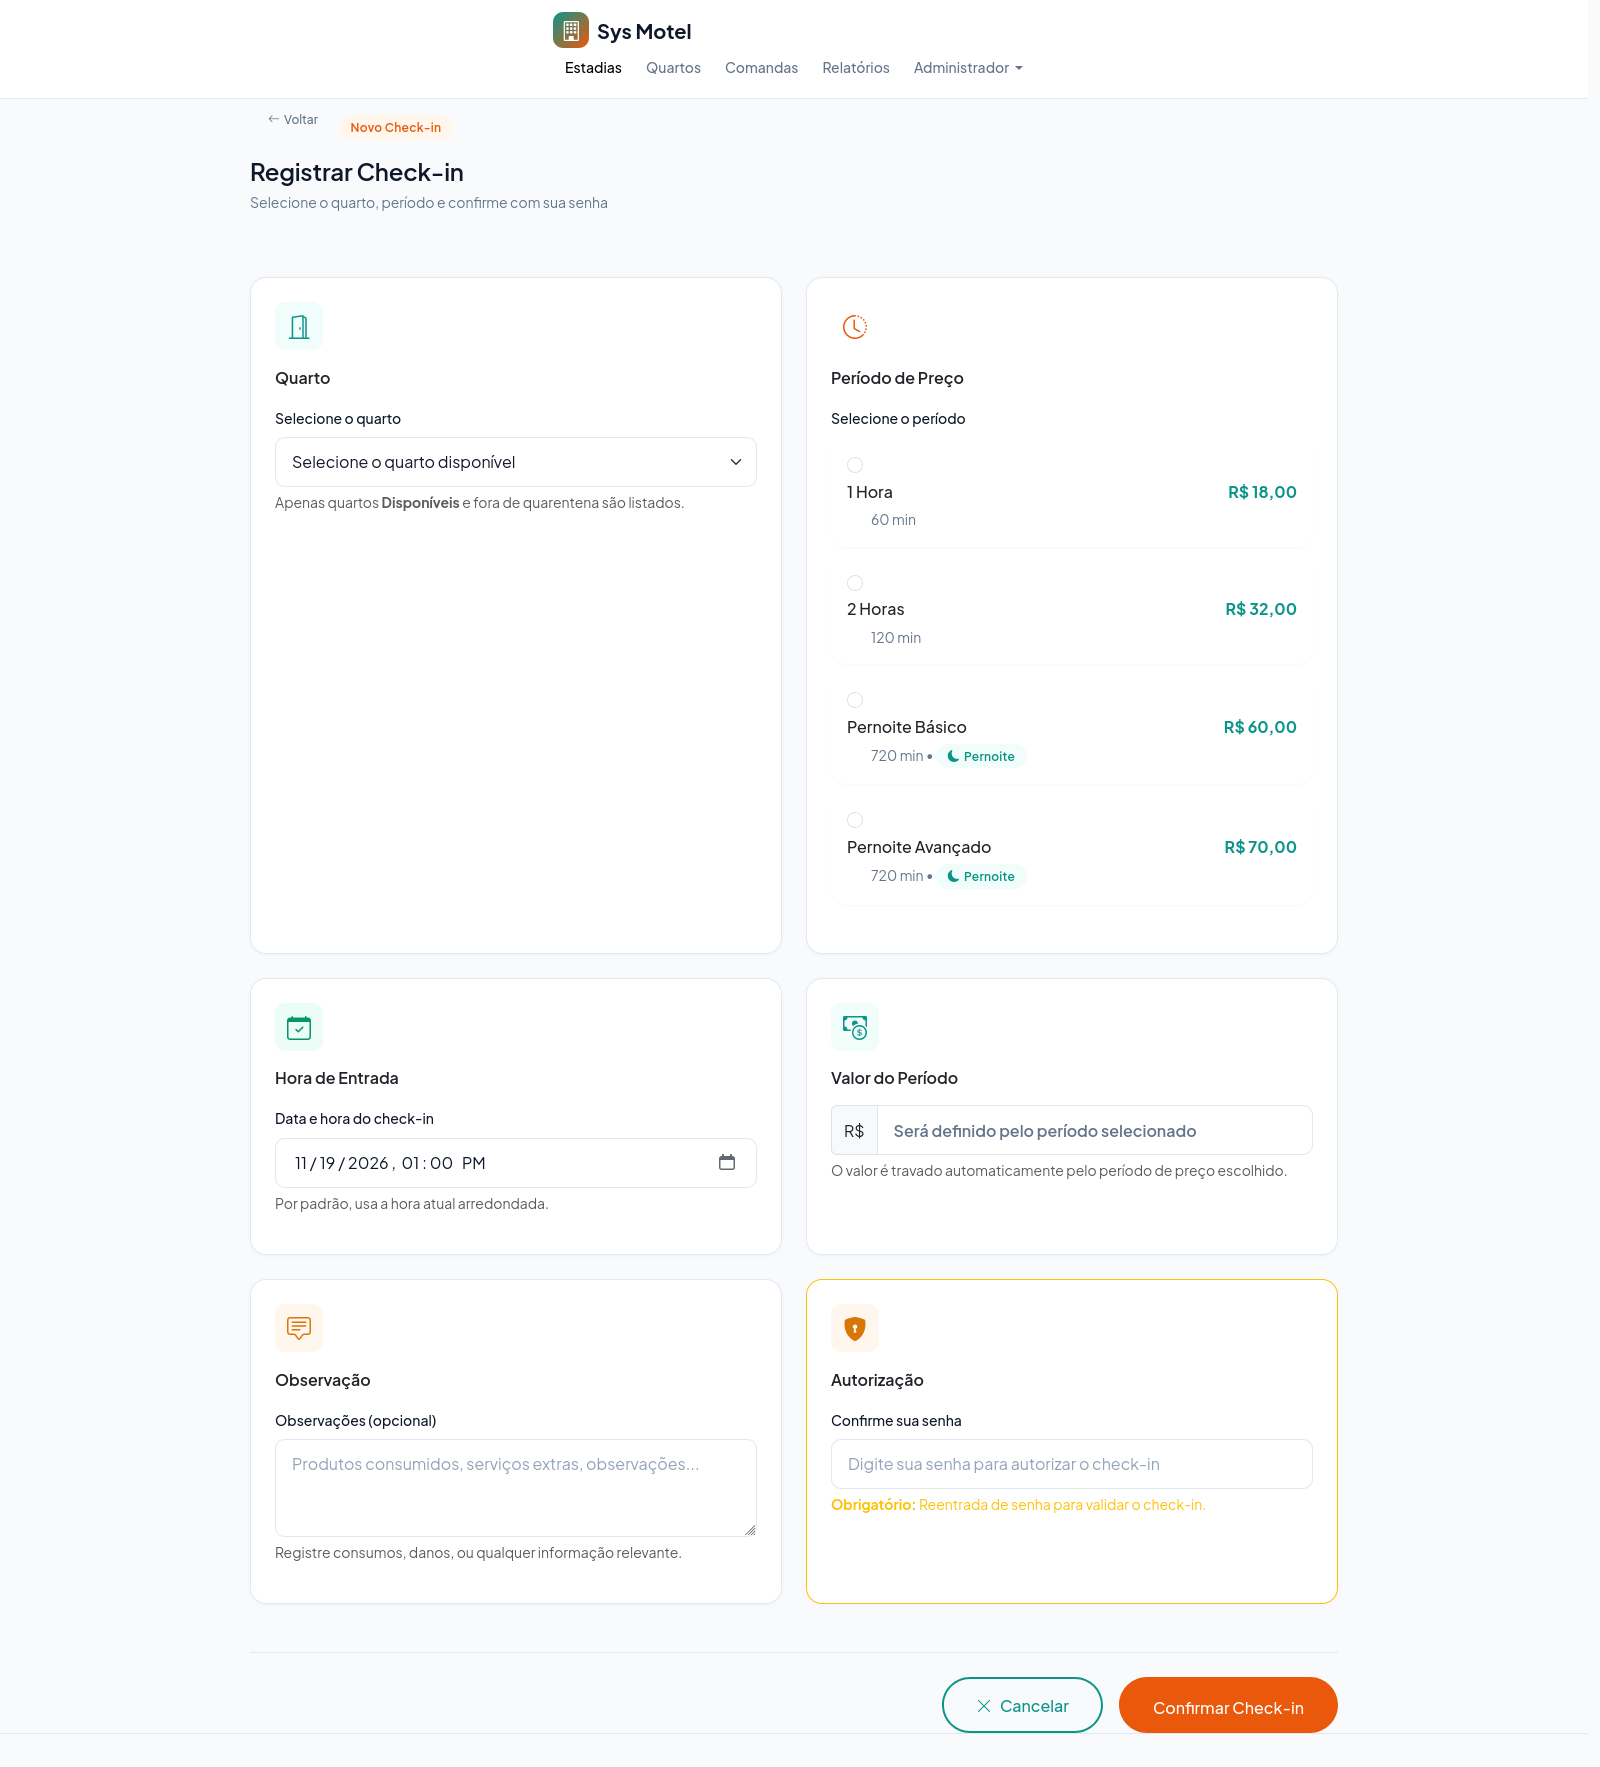 Sys Motel
Estadias Quartos Comandas Relatórios Administrador
Voltar Novo Check-in
Registrar Check-in
Selecione o quarto, período e confirme com sua senha
Quarto
Selecione o quarto
Selecione o quarto disponível
Apenas quartos Disponíveis e fora de quarentena são listados.
Período de Preço
Selecione o período
1 Hora R$ 18,00
60 min
2 Horas R$ 32,00
120 min
Pernoite Básico R$ 60,00
720 min • Pernoite
Pernoite Avançado R$ 70,00
720 min • Pernoite
Hora de Entrada
Data e hora do check-in
11/19/2026, 01:00 PM
Por padrão, usa a hora atual arredondada.
Valor do Período
R$ Será definido pelo período selecionado
O valor é travado automaticamente pelo período de preço escolhido.
Observação
Observações (opcional)
Produtos consumidos, serviços extras, observações...
Registre consumos, danos, ou qualquer informação relevante.
Autorização
Confirme sua senha
Digite sua senha para autorizar o check-in
Obrigatório: Reentrada de senha para validar o check-in.
Cancelar Confirmar Check-in